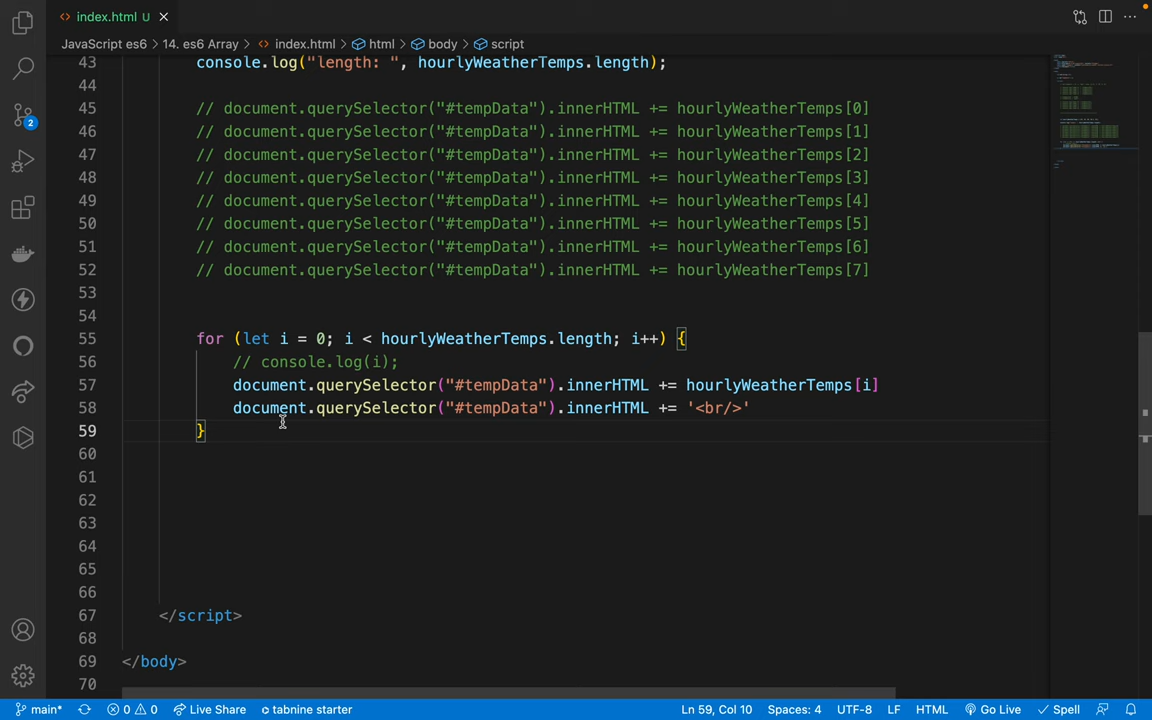 index.html U
JavaScript es6 > 14. es6 Array > index.html > html > body > script
43 console.log("length: ", hourlyWeatherTemps.length);
44
45 // document.querySelector("#tempData").innerHTML += hourlyWeatherTemps[0]
46 // document.querySelector("#tempData").innerHTML += hourlyWeatherTemps[1]
47 // document.querySelector("#tempData").innerHTML += hourlyWeatherTemps[2]
48 // document.querySelector("#tempData").innerHTML += hourlyWeatherTemps[3]
49 // document.querySelector("#tempData").innerHTML += hourlyWeatherTemps[4]
50 // document.querySelector("#tempData").innerHTML += hourlyWeatherTemps[5]
51 // document.querySelector("#tempData").innerHTML += hourlyWeatherTemps[6]
52 // document.querySelector("#tempData").innerHTML += hourlyWeatherTemps[7]
53
54
55 for (let i = 0; i < hourlyWeatherTemps.length; i++) {
56 // console.log(i);
57 document.querySelector("#tempData").innerHTML += hourlyWeatherTemps[i]
58 document.querySelector("#tempData").innerHTML += '<br/>'
59 }
60
61
62
63
64
65
66
67 </script>
68
69 </body>
70
2
main* 0 0 Live Share tabnine starter Ln 59, Col 10 Spaces: 4 UTF-8 LF HTML Go Live Spell